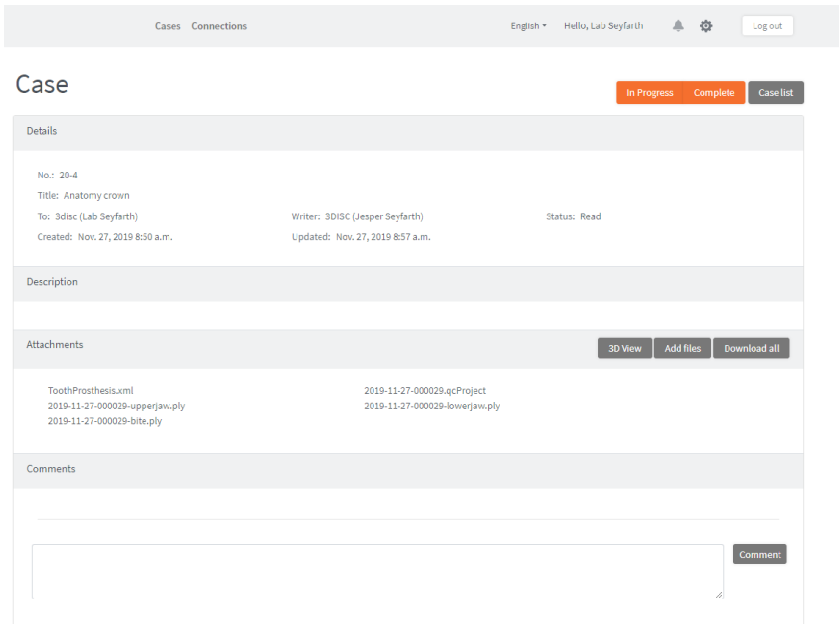 Cases Connections English Hello, Lab Seyfarth Log out
Case
In Progress Complete Case list
Details
No.: 20-4
Title: Anatomy crown
To: 3disc (Lab Seyfarth) Writer: 3DISC (Jesper Seyfarth) Status: Read
Created: Nov. 27, 2019 8:50 a.m. Updated: Nov. 27, 2019 8:57 a.m.
Description
Attachments 3D View Add files Download all
ToothProsthesis.xml 2019-11-27-000029.qcProject
2019-11-27-000029-upperjaw.ply 2019-11-27-000029-lowerjaw.ply
2019-11-27-000029-bite.ply
Comments
Comment